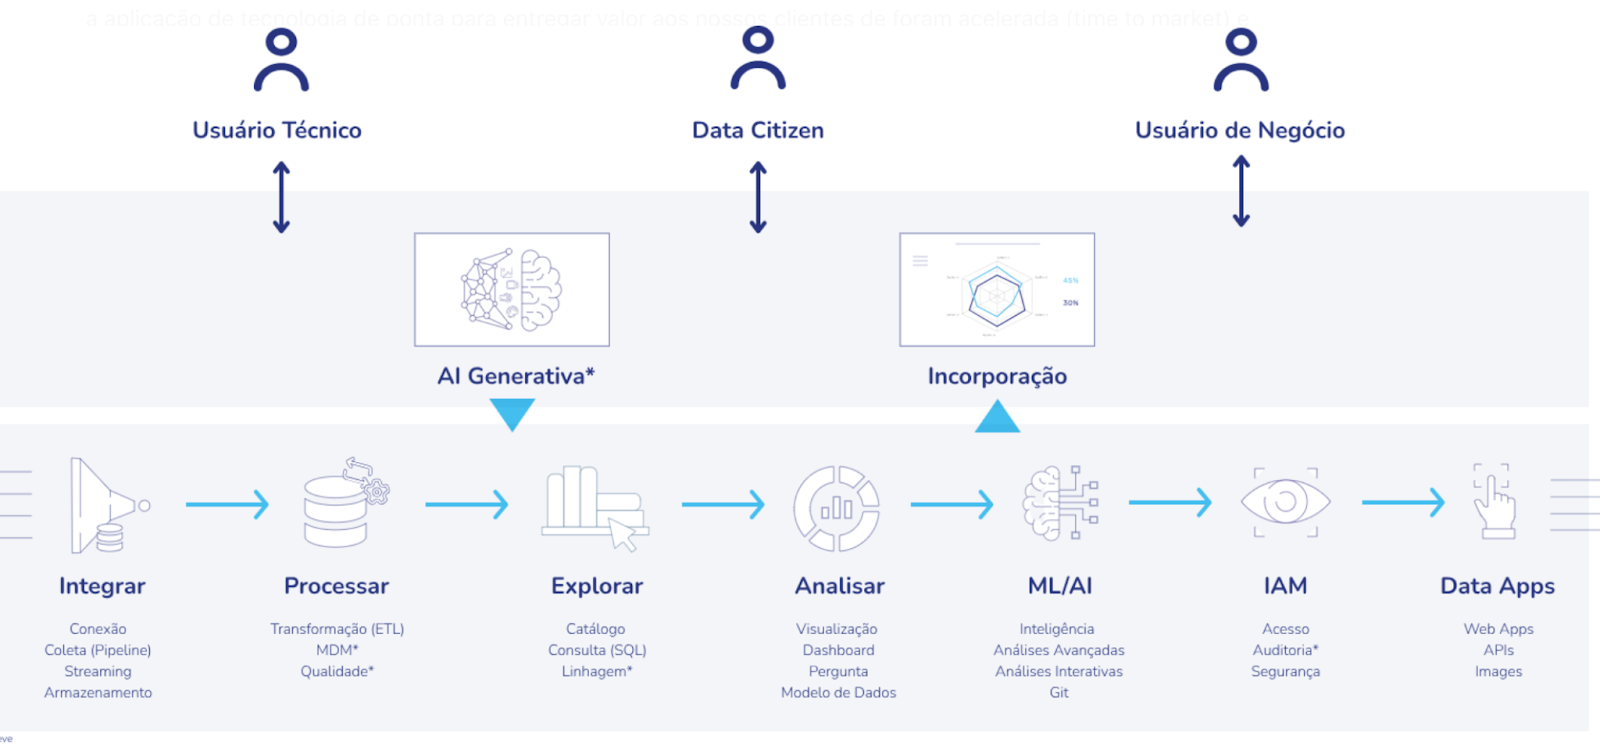 a aplicação de tecnologia de ponta para entregar valor aos nossos clientes de foram acelerada (time to market) e
Usuário Técnico
Data Citizen
Usuário de Negócio
45%
30%
AI Generativa*
Incorporação
Integrar
Processar
Explorar
Analisar
ML/AI
IAM
Data Apps
Conexão
Coleta (Pipeline)
Streaming
Armazenamento
Transformação (ETL)
MDM*
Qualidade*
Catálogo
Consulta (SQL)
Linhagem*
Visualização
Dashboard
Pergunta
Modelo de Dados
Inteligência
Análises Avançadas
Análises Interativas
Git
Acesso
Auditoria*
Segurança
Web Apps
APIs
Images
eve